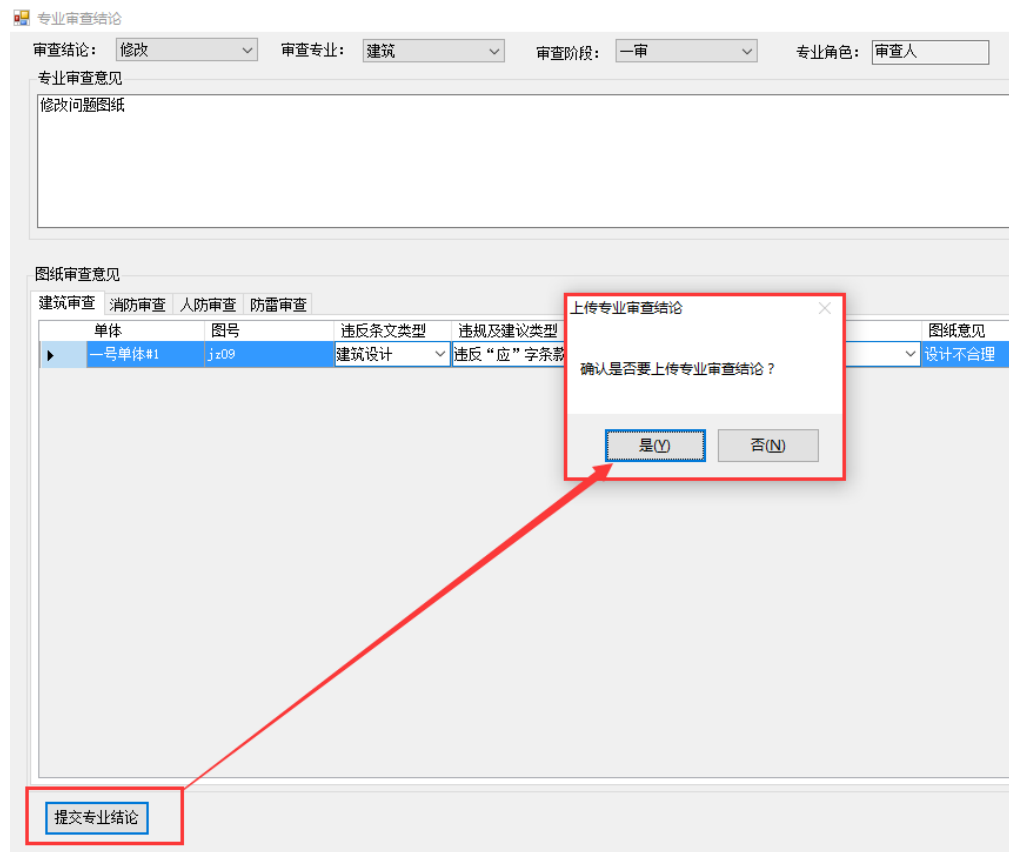 专业审查结论
审查结论： 修改 审查专业： 建筑 审查阶段： 一审 专业角色： 审查人
专业审查意见
修改问题图纸
图纸审查意见
建筑审查 消防审查 人防审查 防雷审查
单体 图号 违反条文类型 违规及建议类型 图纸意见
一号单体#1 jz09 建筑设计 违反“应”字条款 设计不合理
上传专业审查结论
确认是否要上传专业审查结论？
是(Y) 否(N)
提交专业结论